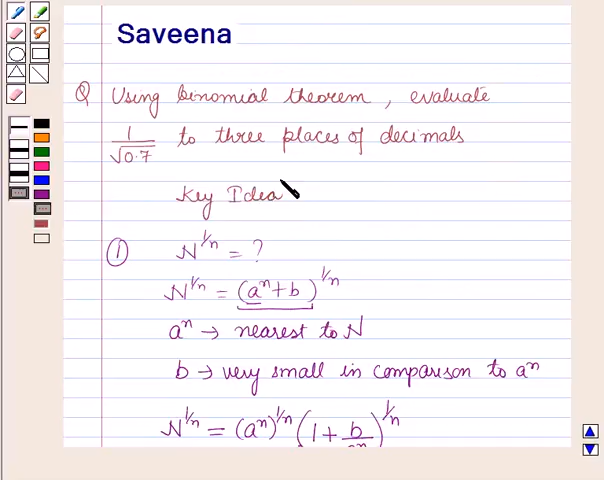 Saveena
Q Using binomial theorem, evaluate
1/√0.7 to three places of decimals
Key Idea
① N^1/n = ?
N^1/n = (a^n + b)^1/n
a^n → nearest to N
b → very small in comparison to a^n
N^1/n = (a^n)^1/n (1 + b/a^n)^1/n